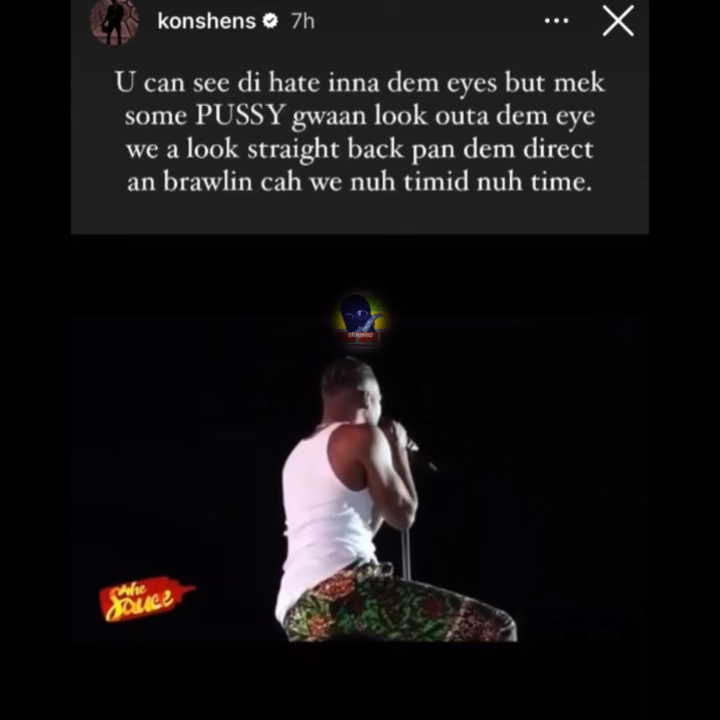 konshens 7h
U can see di hate inna dem eyes but mek
some PUSSY gwaan look outa dem eye
we a look straight back pan dem direct
an brawlin cah we nuh timid nuh time.
the
Sauce